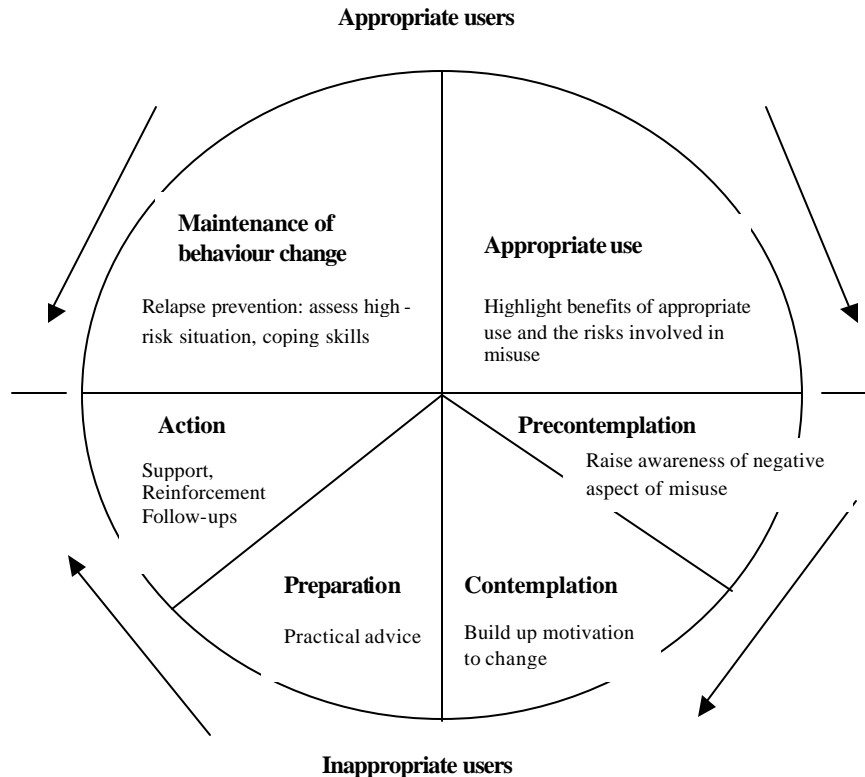 Appropriate users
Maintenance of
behaviour change
Relapse prevention: assess high -
risk situation, coping skills
Appropriate use
Highlight benefits of appropriate
use and the risks involved in
misuse
Action
Support,
Reinforcement
Follow-ups
Precontemplation
Raise awareness of negative
aspect of misuse
Preparation
Practical advice
Contemplation
Build up motivation
to change
Inappropriate users